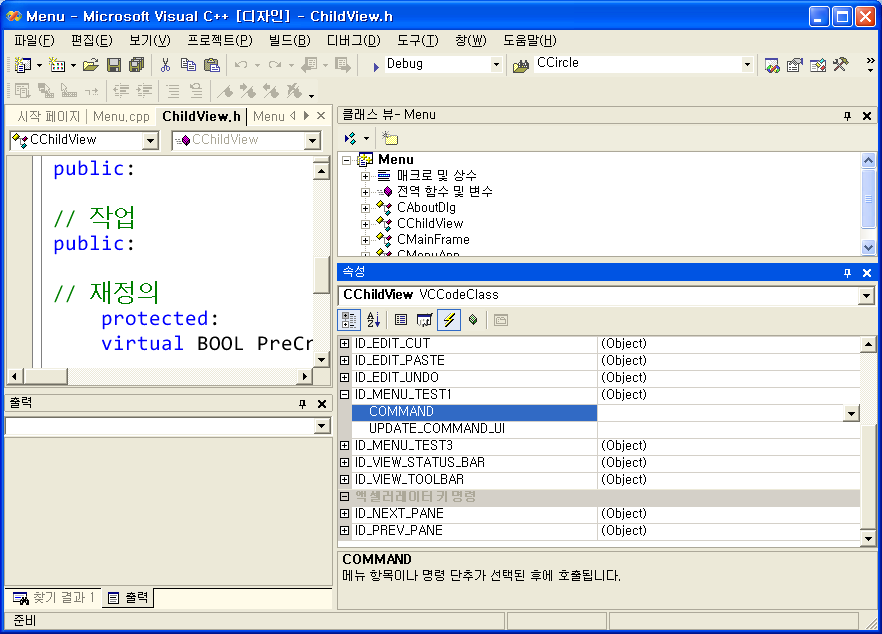 Menu - Microsoft Visual C++ [디자인] - ChildView.h
파일(F) 편집(E) 보기(V) 프로젝트(P) 빌드(B) 디버그(D) 도구(T) 창(W) 도움말(H)
Debug CCircle
시작 페이지 Menu.cpp ChildView.h Menu
CChildView CChildView
public:
// 작업
public:
// 재정의
protected:
virtual BOOL PreCr
출력
찾기 결과 1 출력
클래스 뷰- Menu
Menu
매크로 및 상수
전역 함수 및 변수
CAboutDlg
CChildView
CMainFrame
CMenuApp
속성
CChildView VCCodeClass
ID_EDIT_CUT (Object)
ID_EDIT_PASTE (Object)
ID_EDIT_UNDO (Object)
ID_MENU_TEST1 (Object)
COMMAND
UPDATE_COMMAND_UI
ID_MENU_TEST3 (Object)
ID_VIEW_STATUS_BAR (Object)
ID_VIEW_TOOLBAR (Object)
액셀러레이터 키 명령
ID_NEXT_PANE (Object)
ID_PREV_PANE (Object)
COMMAND
메뉴 항목이나 명령 단추가 선택된 후에 호출됩니다.
준비